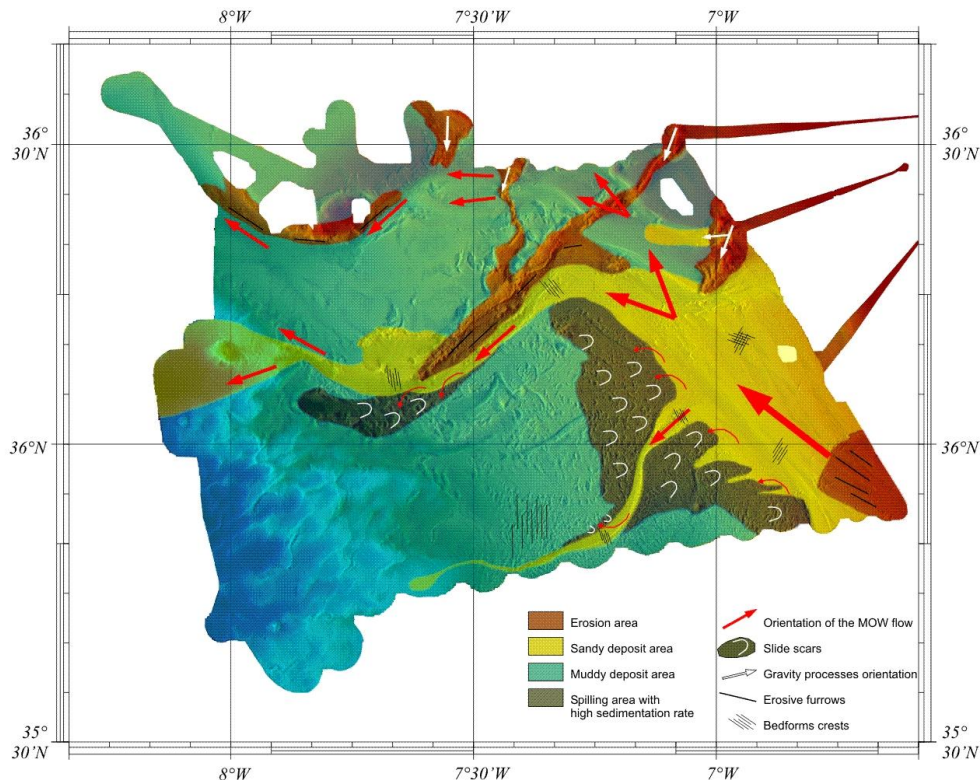 8°W
7°30W
7°W
36°
30'N
36°
30'N
36°N
36°N
Erosion area
Sandy deposit area
Muddy deposit area
Spilling area with
high sedimentation rate
Orientation of the MOW flow
Slide scars
Gravity processes orientation
Erosive furrows
Bedforms crests
35°
30'N
35°
30'N
8°W
7°30W
7°W